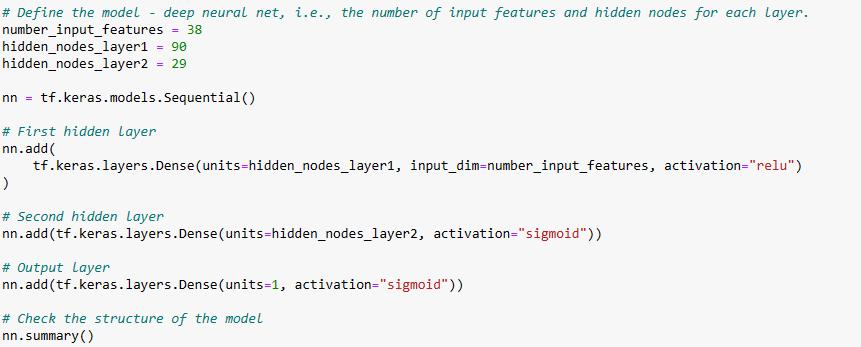 # Define the model - deep neural net, i.e., the number of input features and hidden nodes for each layer.
number_input_features = 38
hidden_nodes_layer1 = 90
hidden_nodes_layer2 = 29

nn = tf.keras.models.Sequential()

# First hidden layer
nn.add(
    tf.keras.layers.Dense(units=hidden_nodes_layer1, input_dim=number_input_features, activation="relu")
)

# Second hidden layer
nn.add(tf.keras.layers.Dense(units=hidden_nodes_layer2, activation="sigmoid"))

# Output layer
nn.add(tf.keras.layers.Dense(units=1, activation="sigmoid"))

# Check the structure of the model
nn.summary()